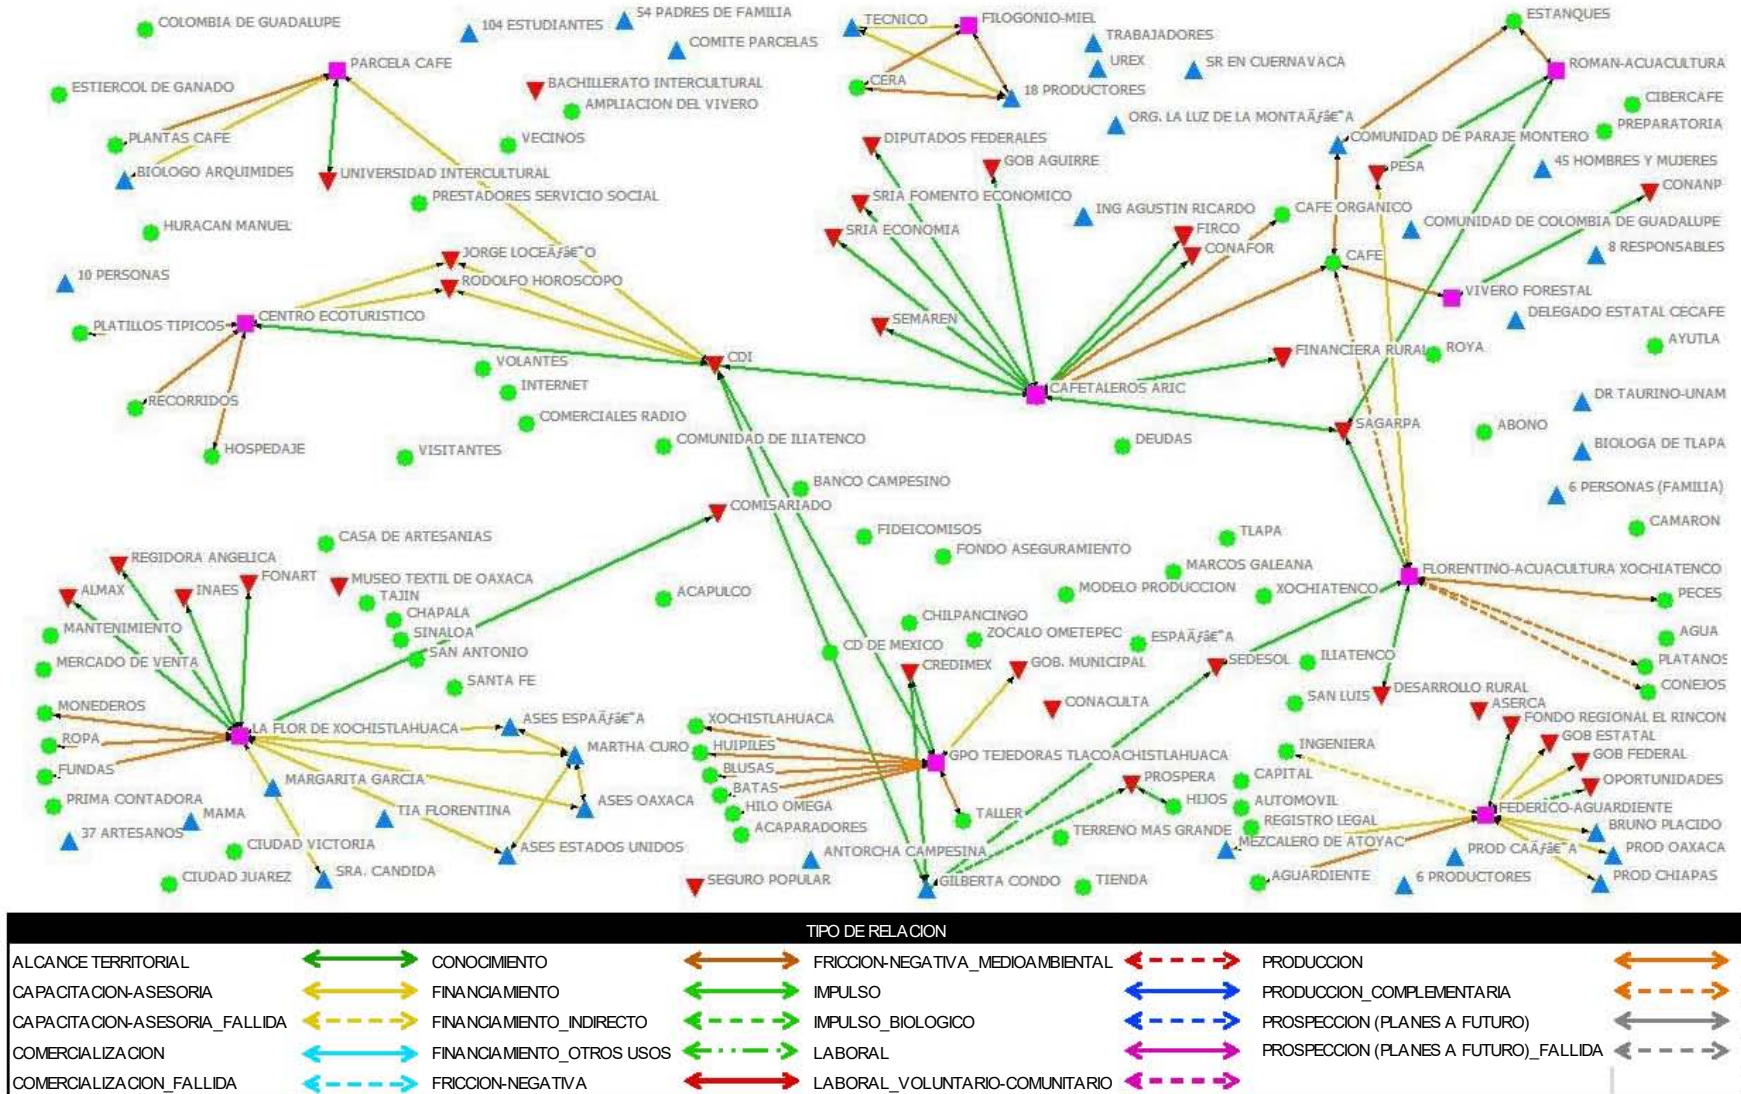 COLOMBIA DE GUADALUPE
104 ESTUDIANTES
54 PADRES DE FAMILIA
COMITE PARCELAS
TECNICO
FILOGONIO-MIEL
TRABAJADORES
UREX
SR EN CUERNAVACA
ESTANQUES
ROMAN-ACUACULTURA
PARCELA CAFE
ESTIERCOL DE GANADO
BACHILLERATO INTERCULTURAL
AMPLIACION DEL VIVERO
CERA
18 PRODUCTORES
CIBERCAFE
PREPARATORIA
PLANTAS CAFE
VECINOS
DIPUTADOS FEDERALES
ORG. LA LUZ DE LA MONTAÃƒâ€˜A
COMUNIDAD DE PARAJE MONTERO
BIOLOGO ARQUIMIDES
UNIVERSIDAD INTERCULTURAL
GOB AGUIRRE
PESA
45 HOMBRES Y MUJERES
CONANP
PRESTADORES SERVICIO SOCIAL
SRIA FOMENTO ECONOMICO
ING AGUSTIN RICARDO
CAFE ORGANICO
COMUNIDAD DE COLOMBIA DE GUADALUPE
HURACAN MANUEL
SRIA ECONOMIA
FIRCO
CONAFOR
CAFE
8 RESPONSABLES
10 PERSONAS
JORGE LOCEÃƒâ€˜O
RODOLFO HOROSCOPO
VIVERO FORESTAL
PLATILLOS TIPICOS
CENTRO ECOTURISTICO
SEMAREN
DELEGADO ESTATAL CECAFE
AYUTLA
VOLANTES
CDI
FINANCIERA RURAL
ROYA
INTERNET
CAFETALEROS ARIC
DR TAURINO-UNAM
RECORRIDOS
COMERCIALES RADIO
SAGARPA
ABONO
HOSPEDAJE
VISITANTES
COMUNIDAD DE ILIATENCO
DEUDAS
BIOLOGA DE TLAPA
BANCO CAMPESINO
6 PERSONAS (FAMILIA)
COMISARIADO
CAMARON
CASA DE ARTESANIAS
FIDEICOMISOS
TLAPA
REGIDORA ANGELICA
FONDO ASEGURAMIENTO
MARCOS GALEANA
FLORENTINO-ACUACULTURA XOCHIATENCO
ALMAX
INAES
FONART
MUSEO TEXTIL DE OAXACA
TAJIN
ACAPULCO
MODELO PRODUCCION
XOCHIATENCO
PECES
MANTENIMIENTO
CHAPALA
SINALOA
CHILPANCINGO
ZOCALO OMETEPEC
ESPAÃƒâ€˜A
AGUA
MERCADO DE VENTA
SAN ANTONIO
CD DE MEXICO
CREDIMEX
GOB. MUNICIPAL
SEDESOL
ILIATENCO
PLATANOS
SANTA FE
CONEJOS
MONEDEROS
CONACULTA
SAN LUIS
DESARROLLO RURAL
ASERCA
LA FLOR DE XOCHISTLAHUACA
ASES ESPAÃƒâ€˜A
XOCHISTLAHUACA
FONDO REGIONAL EL RINCON
ROPA
MARTHA CURO
HUIPILES
GPO TEJEDORAS TLACOACHISTLAHUACA
INGENIERA
GOB ESTATAL
GOB FEDERAL
FUNDAS
MARGARITA GARCIA
BLUSAS
PROSPERA
CAPITAL
OPORTUNIDADES
PRIMA CONTADORA
MAMA
TIA FLORENTINA
ASES OAXACA
BATAS
HILO OMEGA
TALLER
HIJOS
AUTOMOVIL
FEDERICO-AGUARDIENTE
REGISTRO LEGAL
BRUNO PLACIDO
37 ARTESANOS
ACAPARADORES
TERRENO MAS GRANDE
MEZCALERO DE ATOYAC
CIUDAD VICTORIA
ASES ESTADOS UNIDOS
ANTORCHA CAMPESINA
PROD CAÃƒâ€˜A
PROD OAXACA
CIUDAD JUAREZ
SRA. CANDIDA
SEGURO POPULAR
GILBERTA CONDO
TIENDA
AGUARDIENTE
6 PRODUCTORES
PROD CHIAPAS
TIPO DE RELACION
ALCANCE TERRITORIAL CONOCIMIENTO FRICCION-NEGATIVA_MEDIOAMBIENTAL PRODUCCION
CAPACITACION-ASESORIA FINANCIAMIENTO IMPULSO PRODUCCION_COMPLEMENTARIA
CAPACITACION-ASESORIA_FALLIDA FINANCIAMIENTO_INDIRECTO IMPULSO_BIOLOGICO PROSPECCION (PLANES A FUTURO)
COMERCIALIZACION FINANCIAMIENTO_OTROS USOS LABORAL PROSPECCION (PLANES A FUTURO)_FALLIDA
COMERCIALIZACION_FALLIDA FRICCION-NEGATIVA LABORAL_VOLUNTARIO-COMUNITARIO